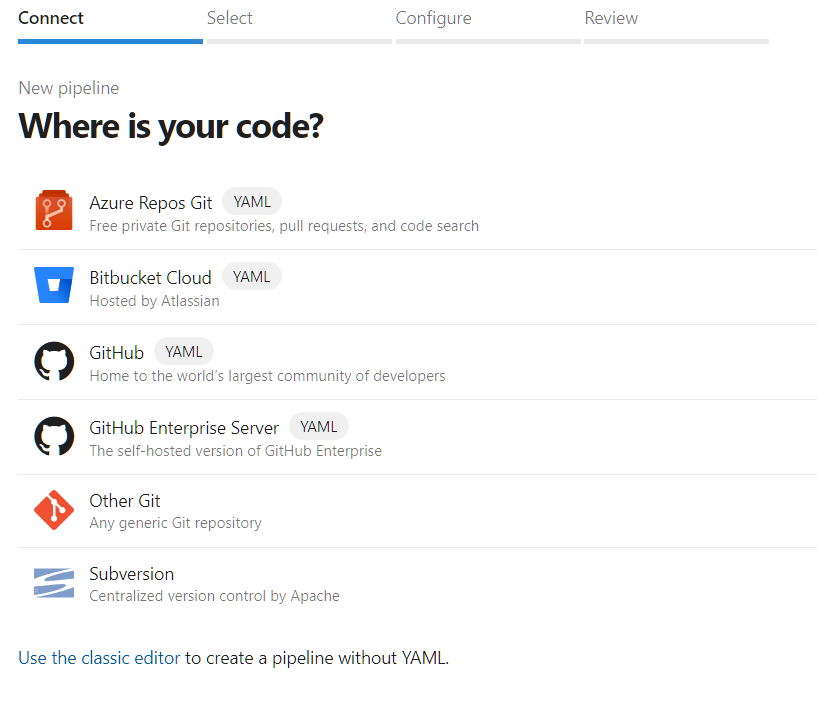 Connect Select Configure Review
New pipeline
Where is your code?
Azure Repos Git YAML
Free private Git repositories, pull requests, and code search
Bitbucket Cloud YAML
Hosted by Atlassian
GitHub YAML
Home to the world's largest community of developers
GitHub Enterprise Server YAML
The self-hosted version of GitHub Enterprise
Other Git
Any generic Git repository
Subversion
Centralized version control by Apache
Use the classic editor to create a pipeline without YAML.